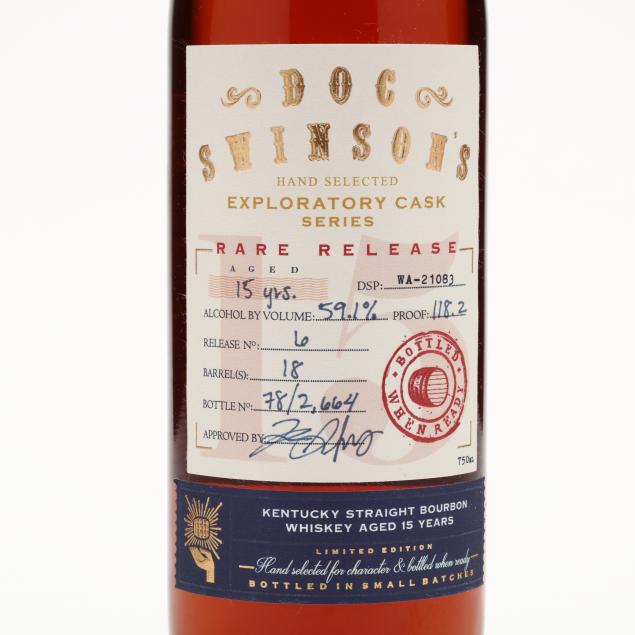 DOC
SWINSON'S
HAND SELECTED
EXPLORATORY CASK
SERIES
RARE RELEASE
15
AGED
15 yrs.
DSP: WA-21083
ALCOHOL BY VOLUME: 59.1% PROOF: 118.2
RELEASE Nº: 6
BARREL(S): 18
BOTTLE Nº: 78/2,664
APPROVED BY:
• BOTTLED •
WHEN READY
750ML
KENTUCKY STRAIGHT BOURBON
WHISKEY AGED 15 YEARS
LIMITED EDITION
Hand selected for character & bottled when ready
BOTTLED IN SMALL BATCHES